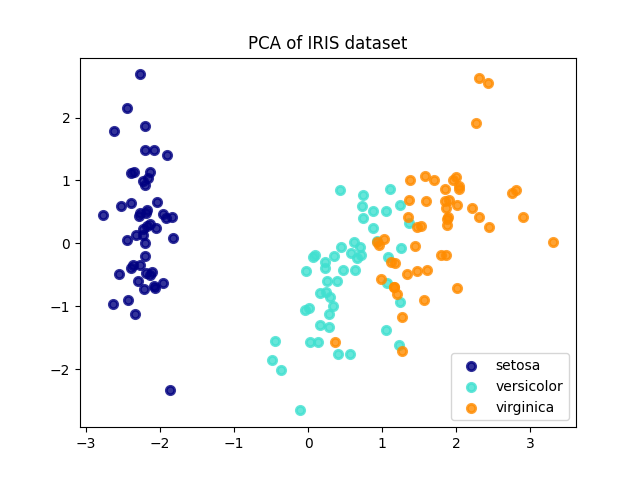 PCA of IRIS dataset
2
1
0
−1
−2
−3 −2 −1 0 1 2 3
setosa
versicolor
virginica